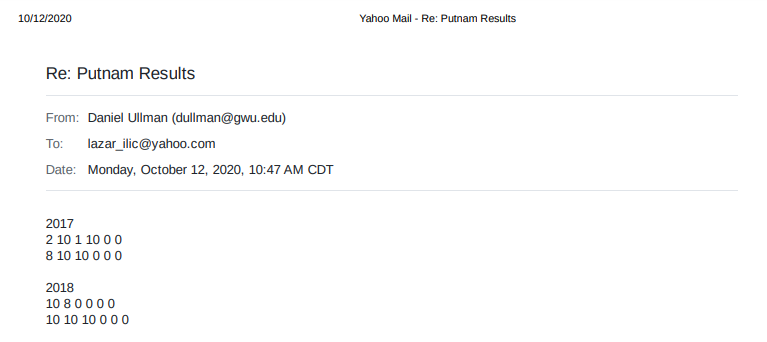 10/12/2020 Yahoo Mail - Re: Putnam Results
Re: Putnam Results
From: Daniel Ullman (dullman@gwu.edu)
To: lazar_ilic@yahoo.com
Date: Monday, October 12, 2020, 10:47 AM CDT
2017
2 10 1 10 0 0
8 10 10 0 0 0
2018
10 8 0 0 0 0
10 10 10 0 0 0